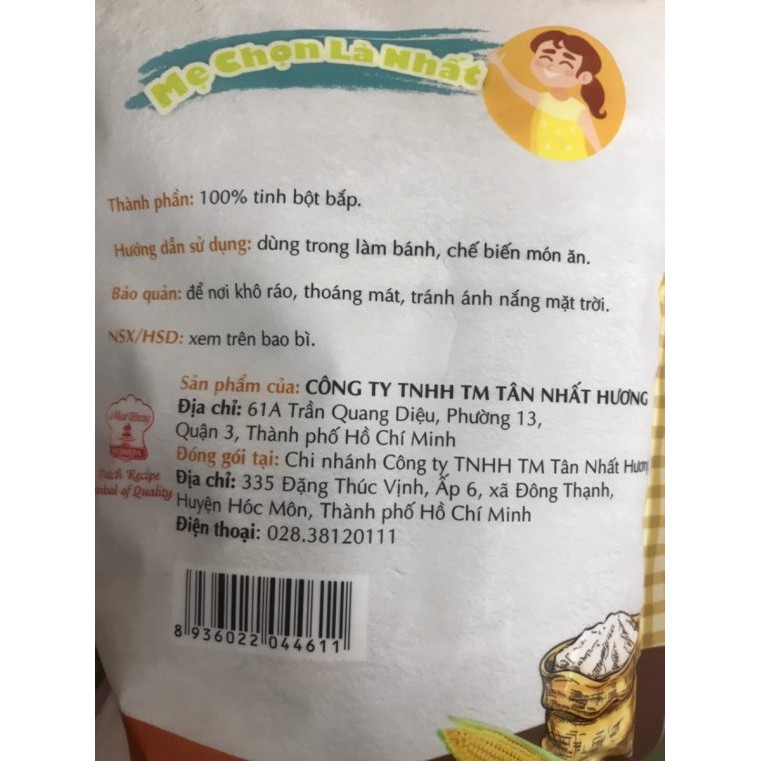 Mẹ Chọn Là Nhất
Thành phần: 100% tinh bột bắp.
Hướng dẫn sử dụng: dùng trong làm bánh, chế biến món ăn.
Bảo quản: để nơi khô ráo, thoáng mát, tránh ánh nắng mặt trời.
NSX/HSD: xem trên bao bì.
Sản phẩm của: CÔNG TY TNHH TM TÂN NHẤT HƯƠNG
Địa chỉ: 61A Trần Quang Diệu, Phường 13,
Quận 3, Thành phố Hồ Chí Minh
Đóng gói tại: Chi nhánh Công ty TNHH TM Tân Nhất Hương
Địa chỉ: 335 Đặng Thúc Vịnh, Ấp 6, xã Đông Thạnh,
Huyện Hóc Môn, Thành phố Hồ Chí Minh
Điện thoại: 028.38120111
Recipe
of Quality
8 936022 044611